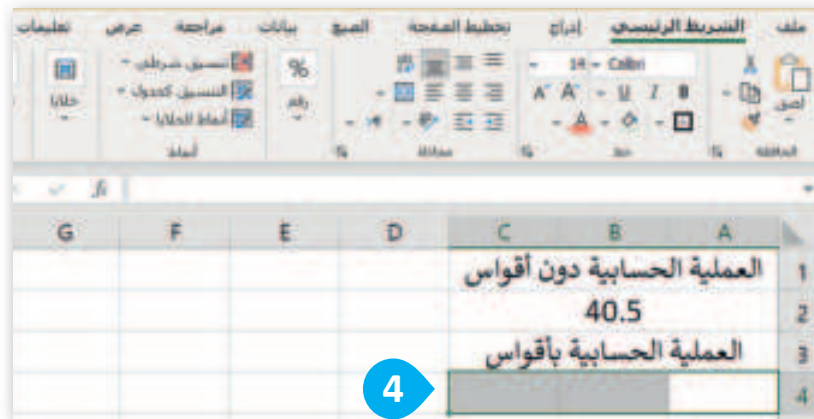 ملف الشريط الرئيسي إدراج تخطيط الصفحة الصيغ بيانات مراجعة عرض تعليمات
Calibri 14
لصق
B I U
A A
%
رقم
تنسيق شرطي
التنسيق كجدول
أنماط الخلايا
خلايا
الحافظة خط محاذاة أنماط
fx
A B C D E F G
1 العملية الحسابية دون أقواس
2 40.5
3 العملية الحسابية بأقواس
4
4